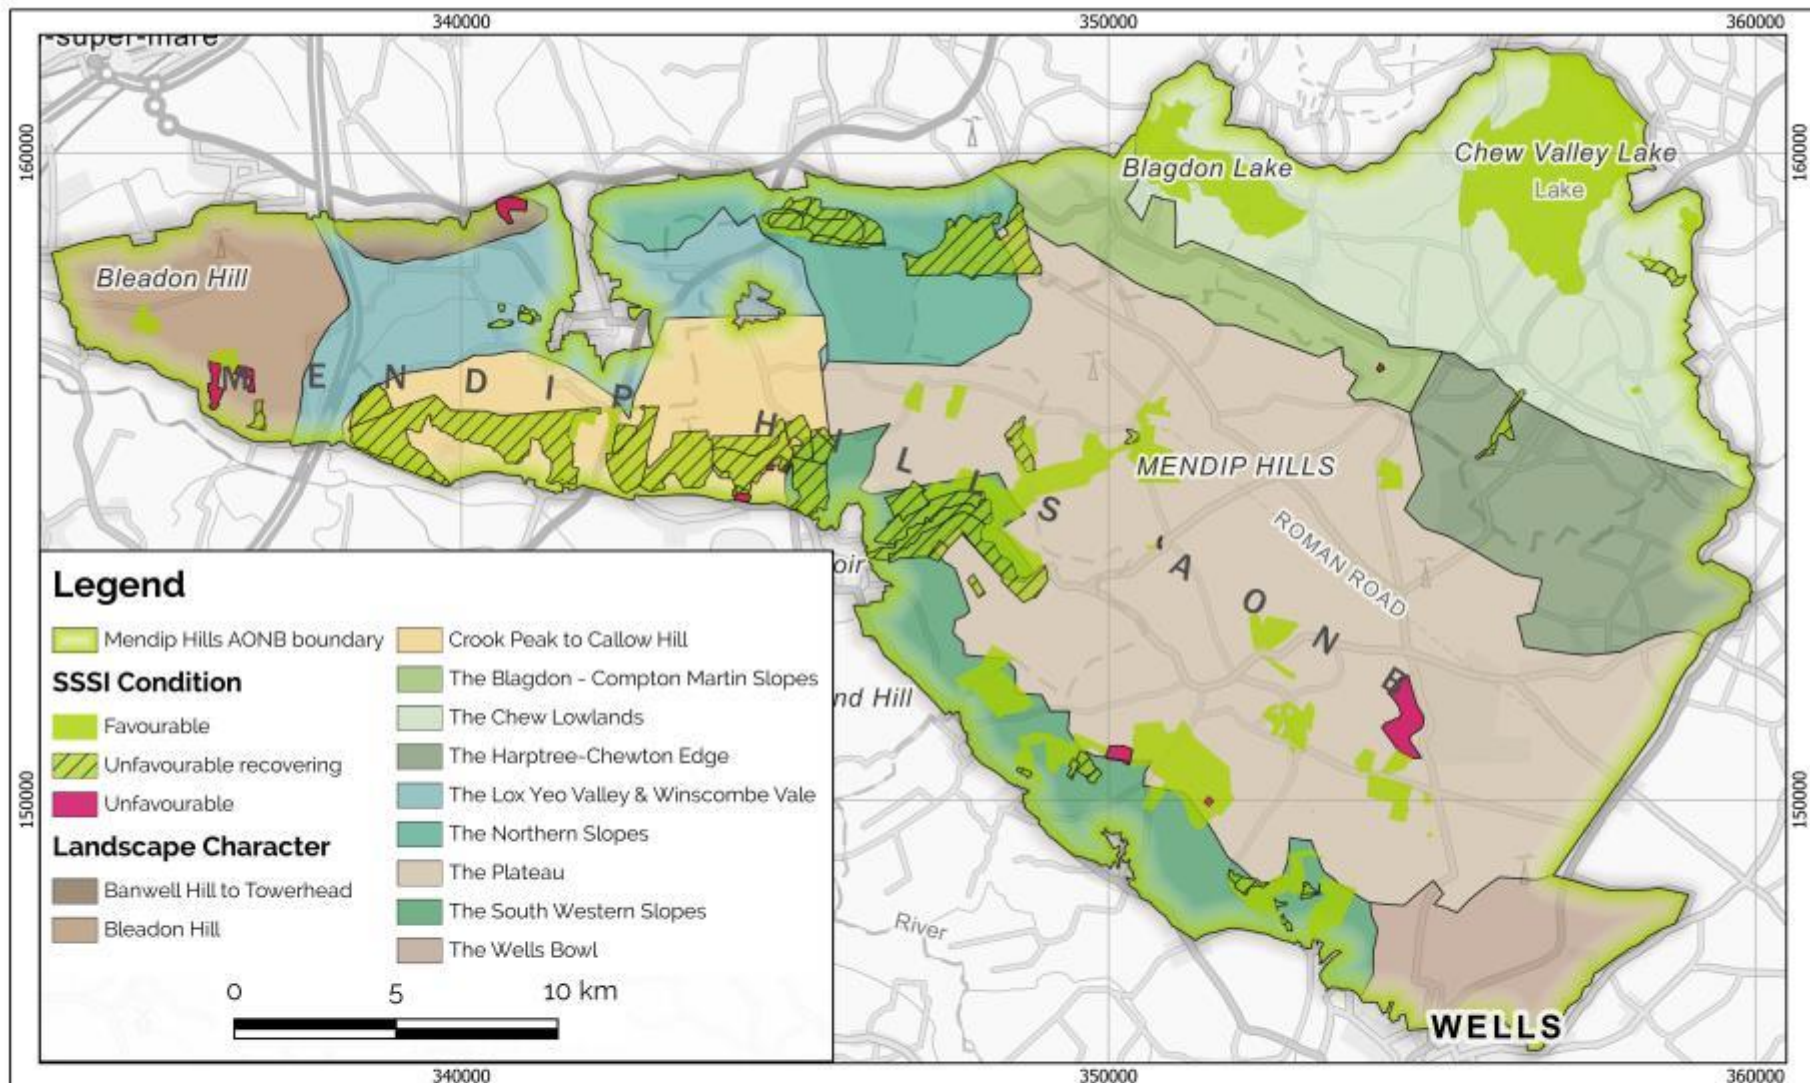 340000
350000
360000
-super-mare
160000
160000
Blagdon Lake
Chew Valley Lake
Lake
Bleadon Hill
MENDIP HILLS AONB
MENDIP HILLS
ROMAN ROAD
oir
nd Hill
River
WELLS
150000
150000
Legend
Mendip Hills AONB boundary
SSSI Condition
Favourable
Unfavourable recovering
Unfavourable
Landscape Character
Banwell Hill to Towerhead
Bleadon Hill
Crook Peak to Callow Hill
The Blagdon - Compton Martin Slopes
The Chew Lowlands
The Harptree-Chewton Edge
The Lox Yeo Valley & Winscombe Vale
The Northern Slopes
The Plateau
The South Western Slopes
The Wells Bowl
0 5 10 km
340000
350000
360000